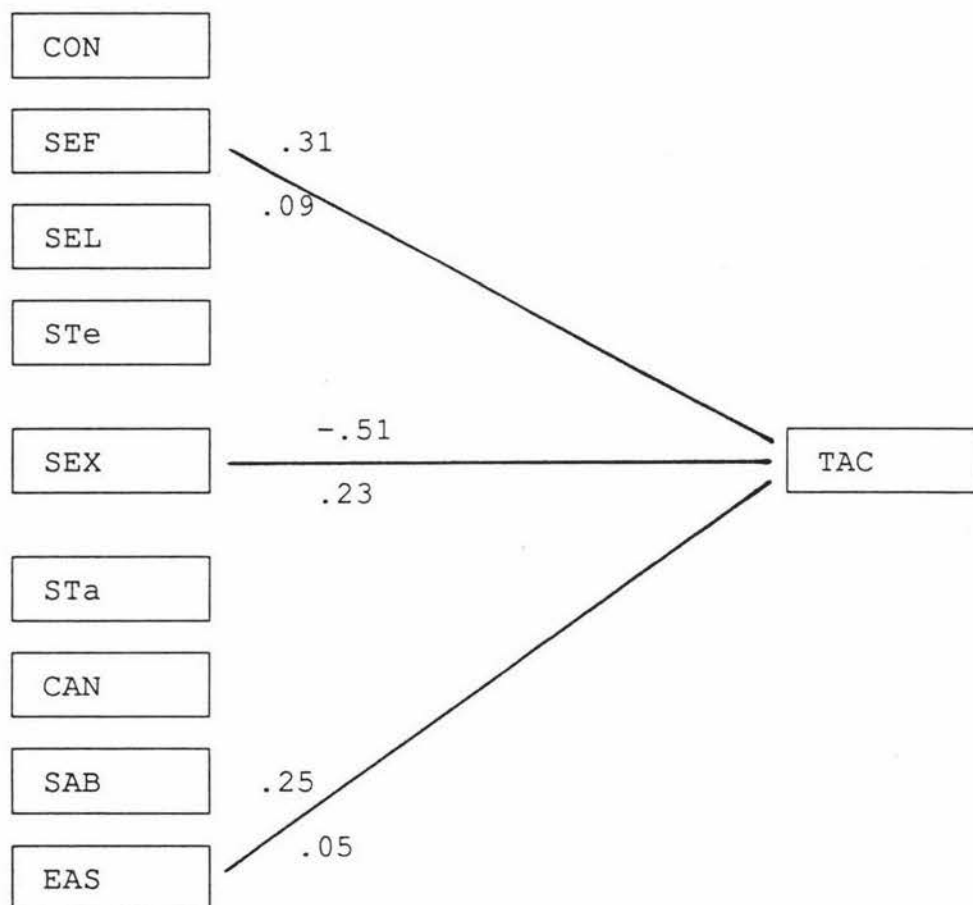 CON
SEF
.31
.09
SEL
STe
-.51
SEX
TAC
.23
STa
CAN
SAB
.25
.05
EAS